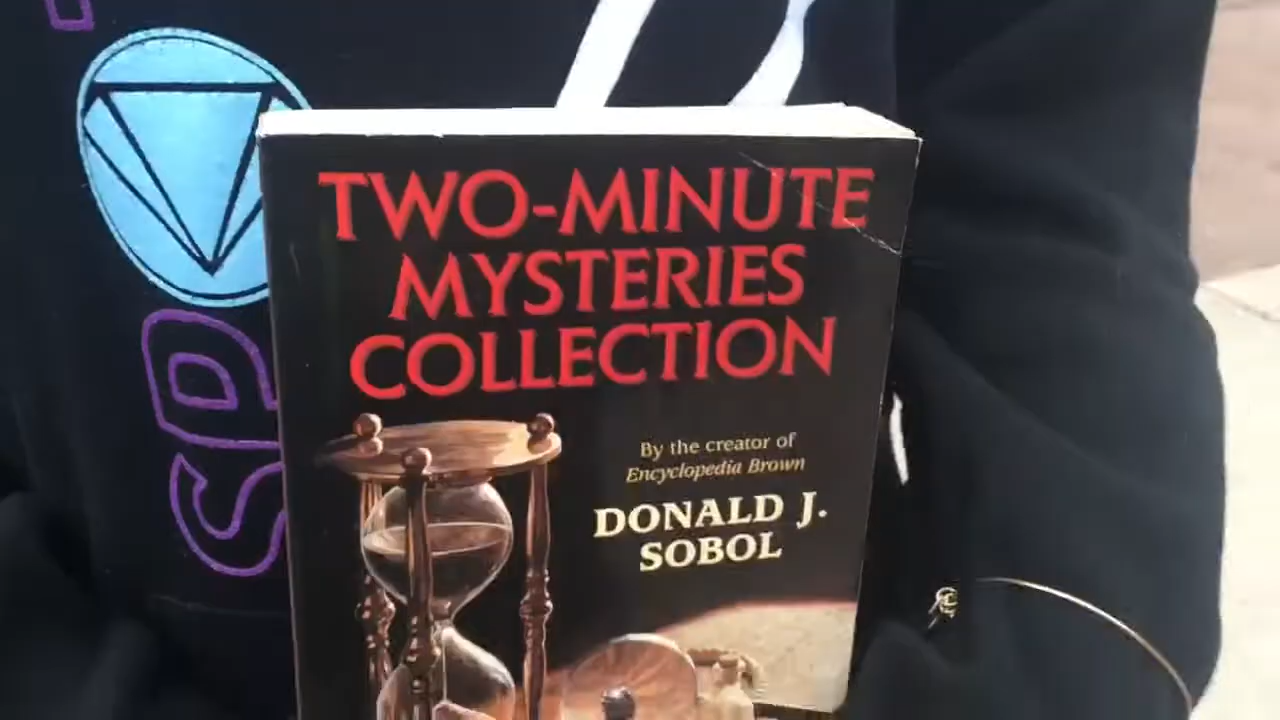 TWO-MINUTE
MYSTERIES
COLLECTION
By the creator of
Encyclopedia Brown
DONALD J.
SOBOL